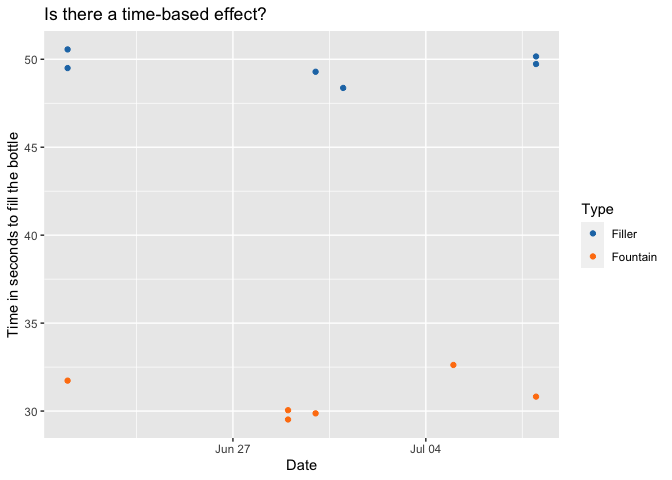 Is there a time-based effect?
50
45
40
35
30
Time in seconds to fill the bottle
Jun 27
Jul 04
Date
Type
Filler
Fountain